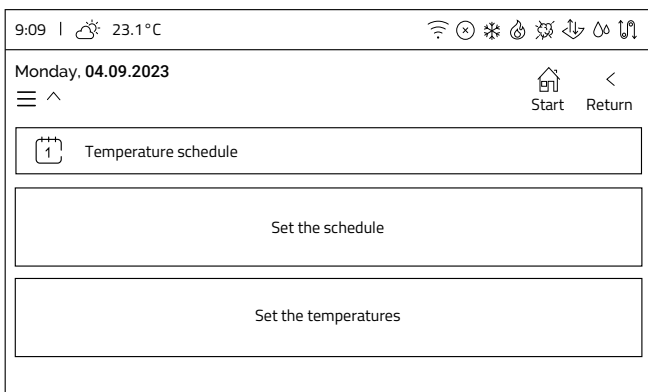 9:09 | 23.1°C
Monday, 04.09.2023
Start Return
1 Temperature schedule
Set the schedule
Set the temperatures